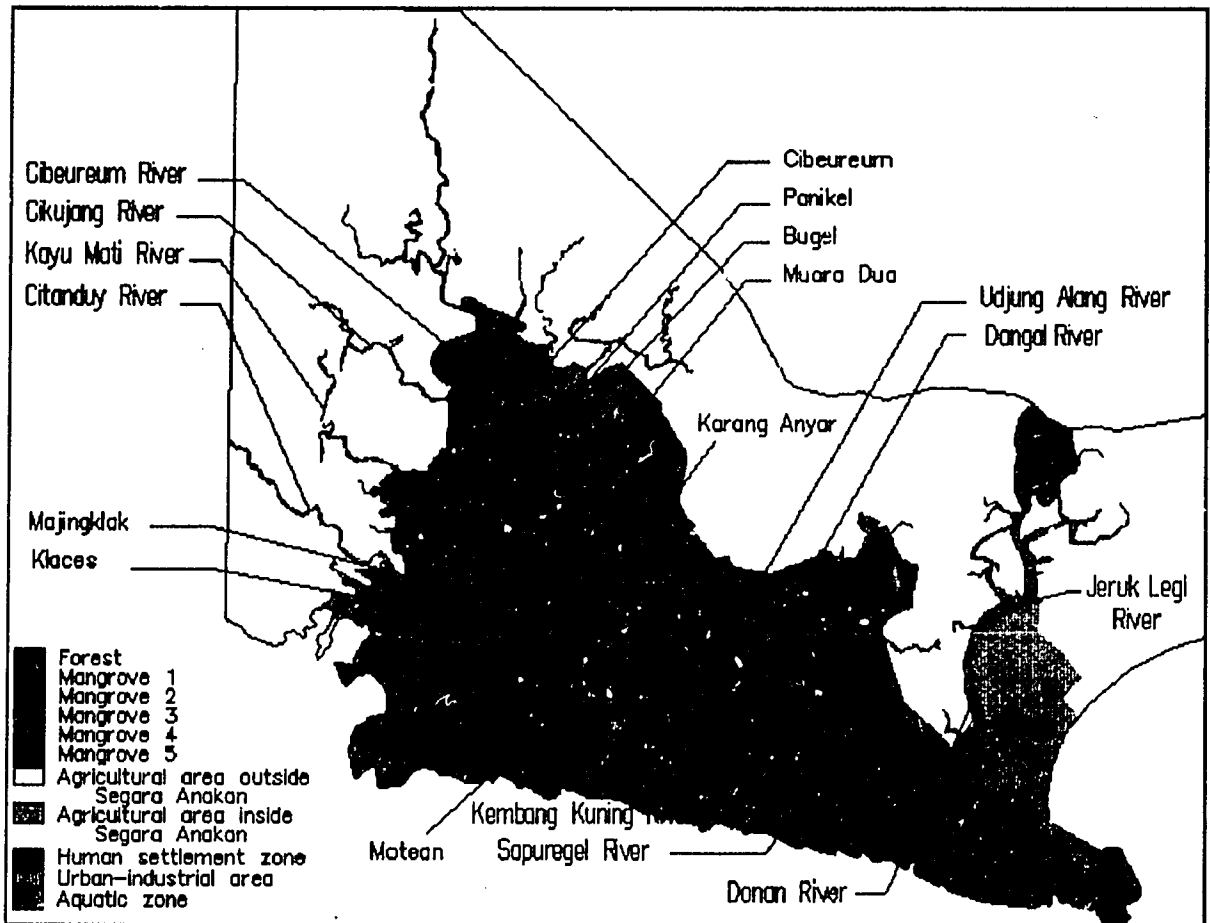 Cibeureum River
Cikujang River
Kayu Mati River
Citanduy River
Cibeureum
Panikel
Bugel
Muara Dua
Udjung Alang River
Dangal River
Karang Anyar
Majingklak
Klaces
Jeruk Legi
River
Forest
Mangrove 1
Mangrove 2
Mangrove 3
Mangrove 4
Mangrove 5
Agricultural area outside
Segara Anakan
Agricultural area inside
Segara Anakan
Human settlement zone
Urban-industrial area
Aquatic zone
Kembang Kuning
Motean
Sapuregel River
Donan River